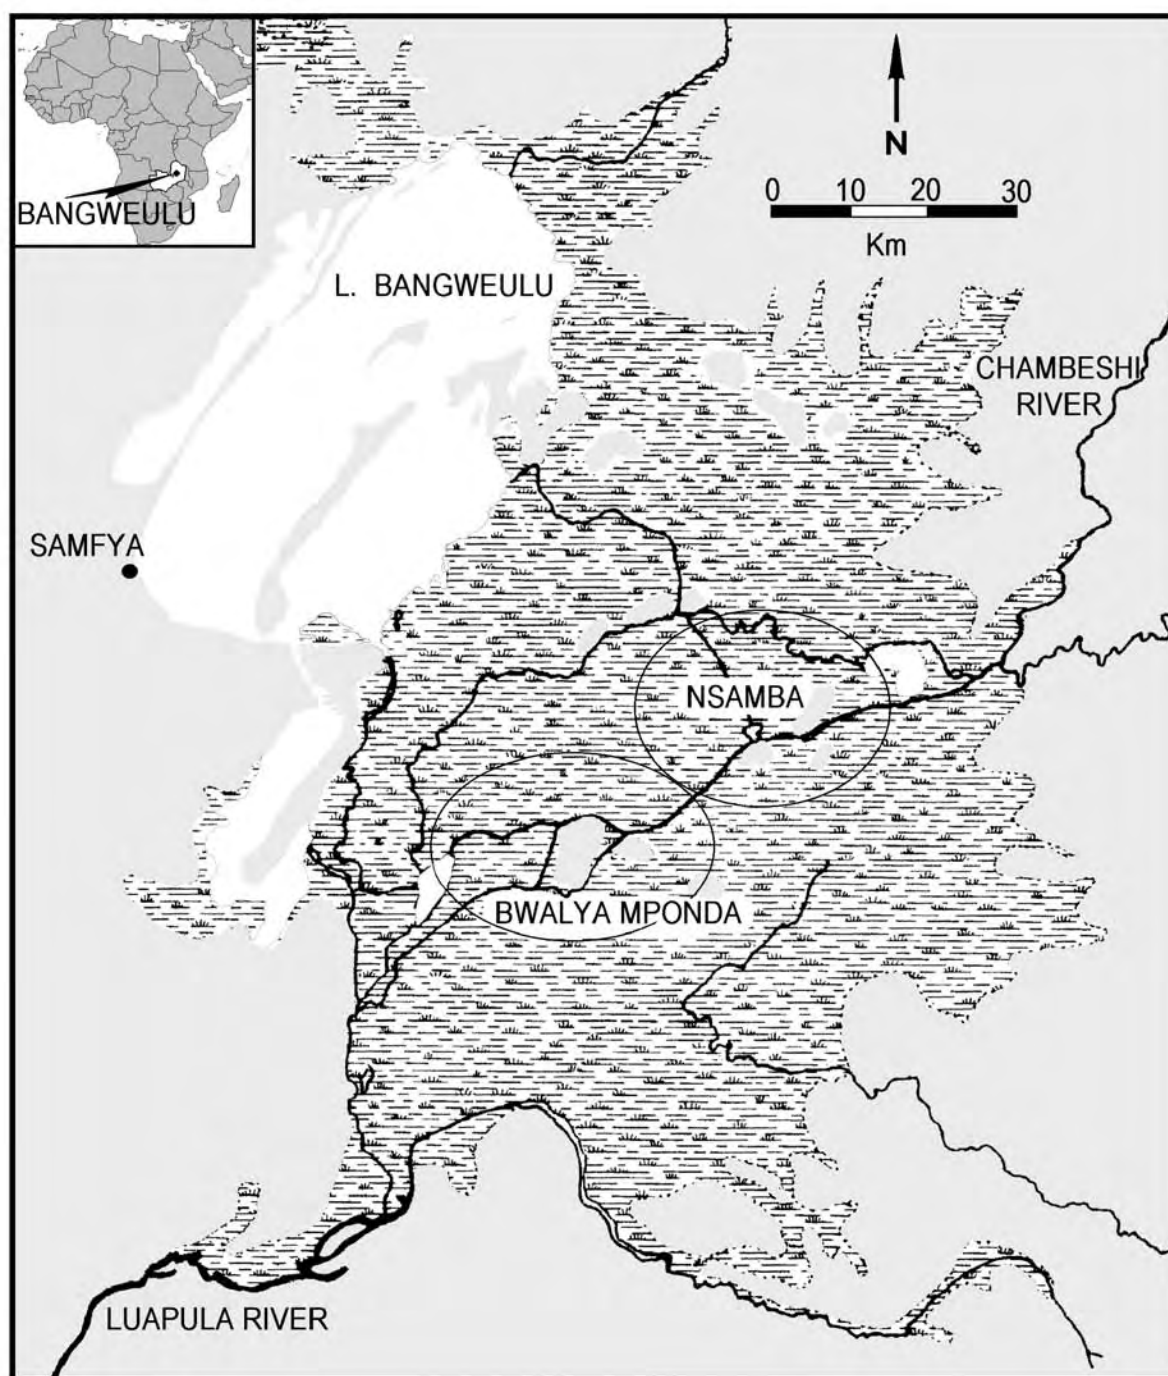 BANGWEULU
N
0 10 20 30
Km
L. BANGWEULU
CHAMBESHI
RIVER
SAMFYA
NSAMBA
BWALYA MPONDA
LUAPULA RIVER